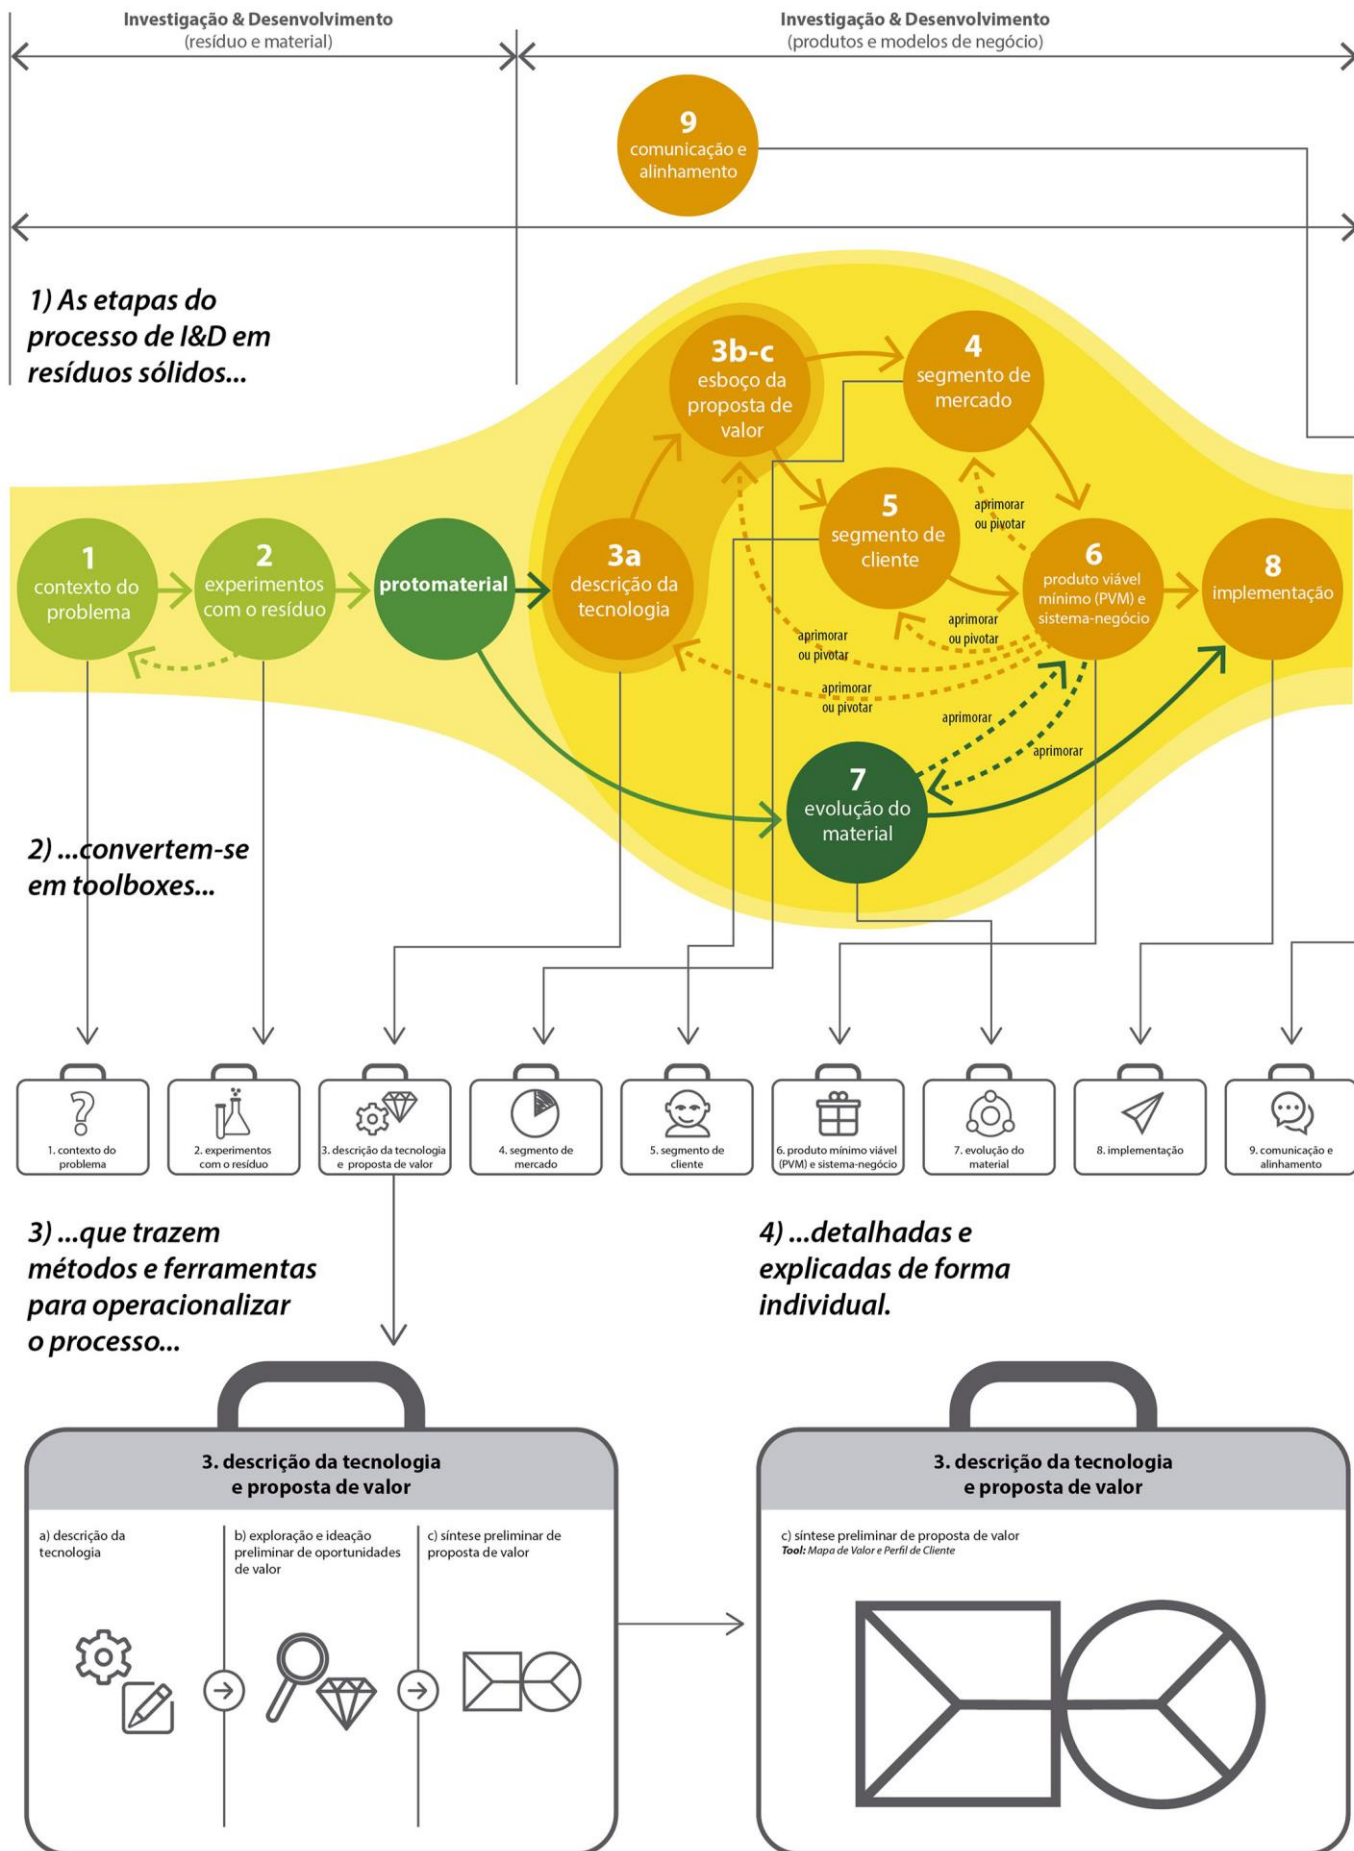 Investigação & Desenvolvimento
(resíduo e material)
Investigação & Desenvolvimento
(produtos e modelos de negócio)
9
comunicação e
alinhamento
1) As etapas do
processo de I&D em
resíduos sólidos...
3b-c
esboço da
proposta de
valor
4
segmento de
mercado
1
contexto do
problema
2
experimentos
com o resíduo
protomaterial
3a
descrição da
tecnologia
5
segmento de
cliente
aprimorar
ou pivotar
6
produto viável
mínimo (PVM) e
sistema-negócio
8
implementação
aprimorar
ou pivotar
aprimorar
ou pivotar
aprimorar
ou pivotar
aprimorar
aprimorar
7
evolução do
material
2) ...convertem-se
em toolboxes...
1. contexto do
problema
2. experimentos
com o resíduo
3. descrição da tecnologia
e proposta de valor
4. segmento de
mercado
5. segmento de
cliente
6. produto mínimo viável
(PVM) e sistema-negócio
7. evolução do
material
8. implementação
9. comunicação e
alinhamento
3) ...que trazem
métodos e ferramentas
para operacionalizar
o processo...
4) ...detalhadas e
explicadas de forma
individual.
3. descrição da tecnologia
e proposta de valor
a) descrição da
tecnologia
b) exploração e ideação
preliminar de oportunidades
de valor
c) síntese preliminar de
proposta de valor
3. descrição da tecnologia
e proposta de valor
c) síntese preliminar de proposta de valor
Tool: Mapa de Valor e Perfil de Cliente